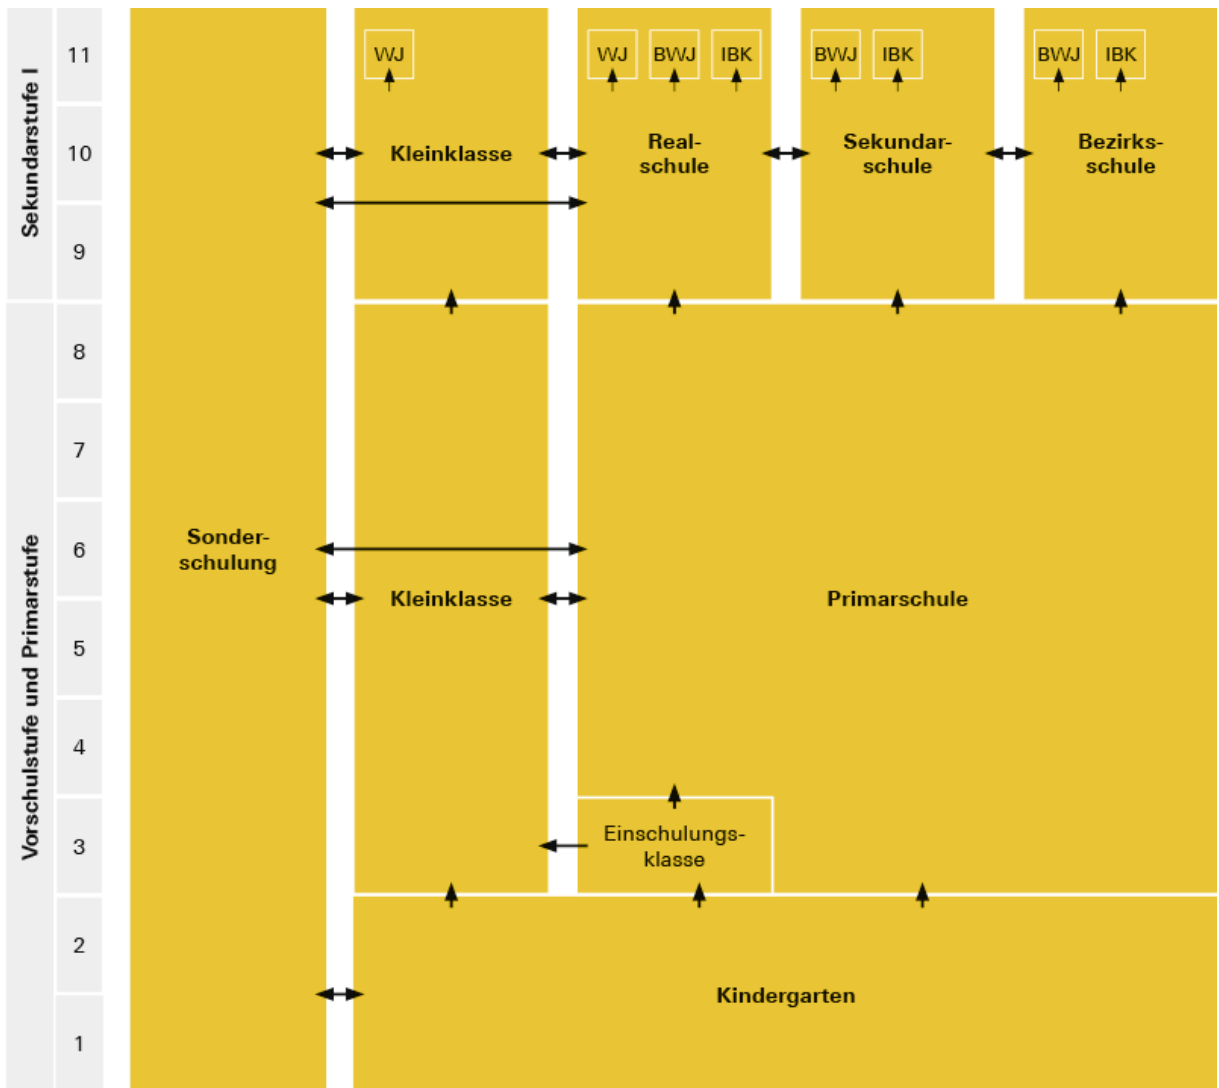 Sekundarstufe I
11
WJ
WJ BWJ IBK
BWJ IBK
BWJ IBK
10
Kleinklasse
Real-
schule
Sekundar-
schule
Bezirks-
schule
9
Vorschulstufe und Primarstufe
8
7
6
Sonder-
schulung
Kleinklasse
Primarschule
5
4
3
Einschulungs-
klasse
2
Kindergarten
1